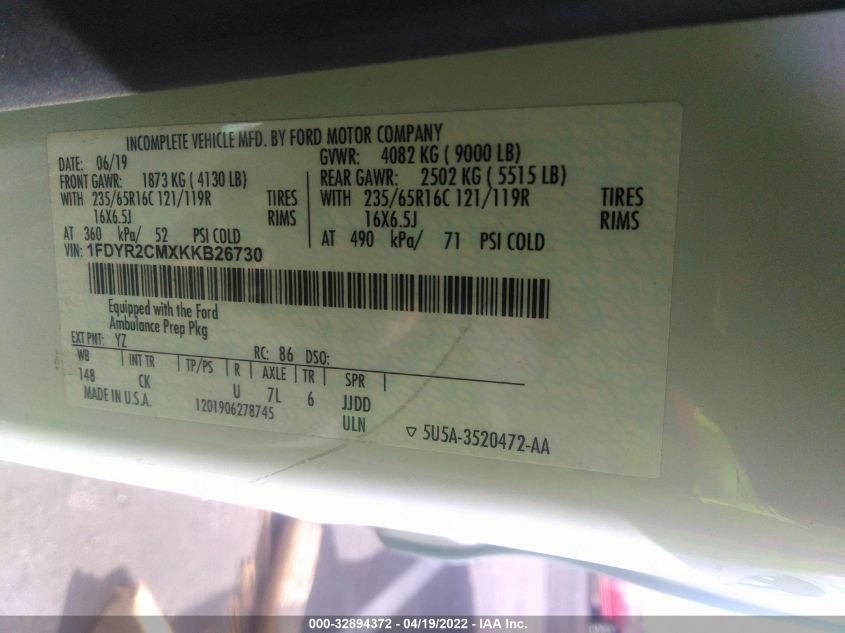 INCOMPLETE VEHICLE MFD. BY FORD MOTOR COMPANY
DATE: 06/19 GVWR: 4082 KG ( 9000 LB)
FRONT GAWR: 1873 KG ( 4130 LB) REAR GAWR: 2502 KG ( 5515 LB)
WITH 235/65R16C 121/119R TIRES WITH 235/65R16C 121/119R TIRES
16X6.5J RIMS 16X6.5J RIMS
AT 360 kPa/ 52 PSI COLD AT 490 kPa/ 71 PSI COLD
VIN: 1FDYR2CMXKKB26730
Equipped with the Ford
Ambulance Prep Pkg
EXT PNT: YZ RC: 86 DSO:
WB INT TR TP/PS R AXLE TR SPR
148 CK U 7L 6 JJDD
MADE IN U.S.A. 1201906278745 ULN ▽ 5U5A-3520472-AA
000-32894372 - 04/19/2022 - IAA Inc.